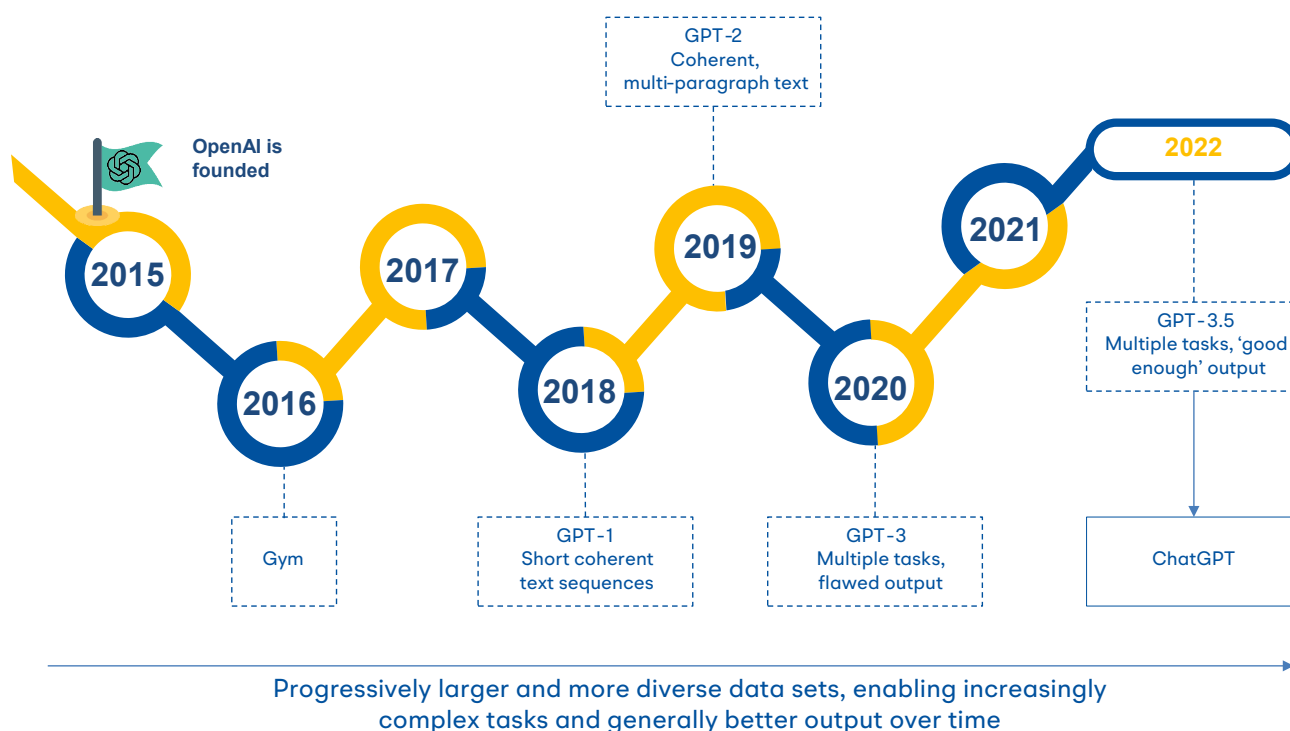 GPT-2
Coherent,
multi-paragraph text
OpenAI is
founded
2022
2015
2016
2017
2018
2019
2020
2021
GPT-3.5
Multiple tasks, ‘good
enough’ output
Gym
GPT-1
Short coherent
text sequences
GPT-3
Multiple tasks,
flawed output
ChatGPT
Progressively larger and more diverse data sets, enabling increasingly
complex tasks and generally better output over time